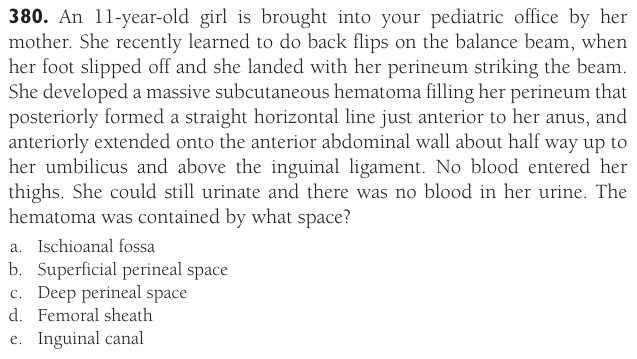 380. An 11-year-old girl is brought into your pediatric office by her
mother. She recently learned to do back flips on the balance beam, when
her foot slipped off and she landed with her perineum striking the beam.
She developed a massive subcutaneous hematoma filling her perineum that
posteriorly formed a straight horizontal line just anterior to her anus, and
anteriorly extended onto the anterior abdominal wall about half way up to
her umbilicus and above the inguinal ligament. No blood entered her
thighs. She could still urinate and there was no blood in her urine. The
hematoma was contained by what space?
a. Ischioanal fossa
b. Superficial perineal space
c. Deep perineal space
d. Femoral sheath
e. Inguinal canal